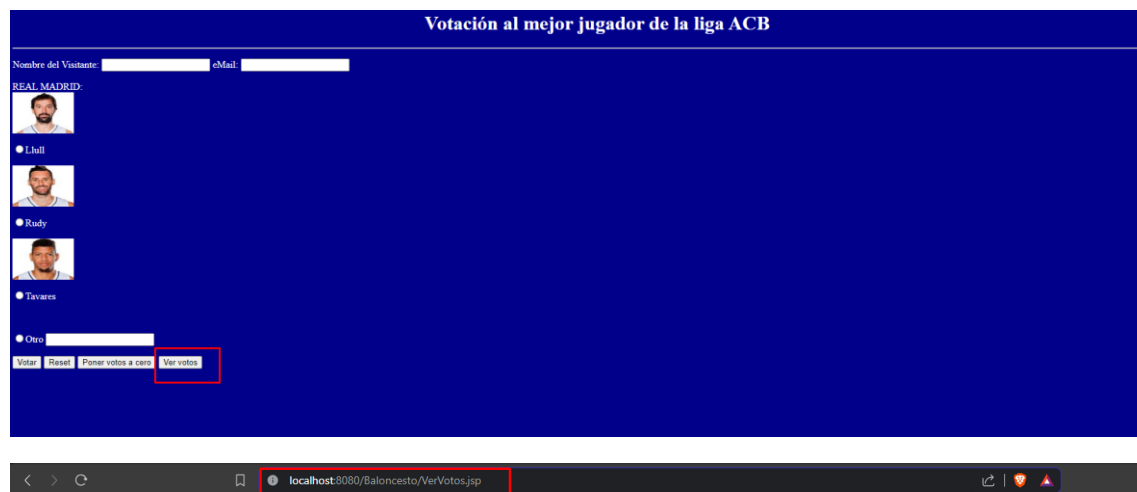 Votación al mejor jugador de la liga ACB
Nombre del Visitante: eMail:
REAL MADRID:
Llull
Rudy
Tavares
Otro
Votar Reset Poner votos a cero Ver votos
localhost:8080/Baloncesto/VerVotos.jsp